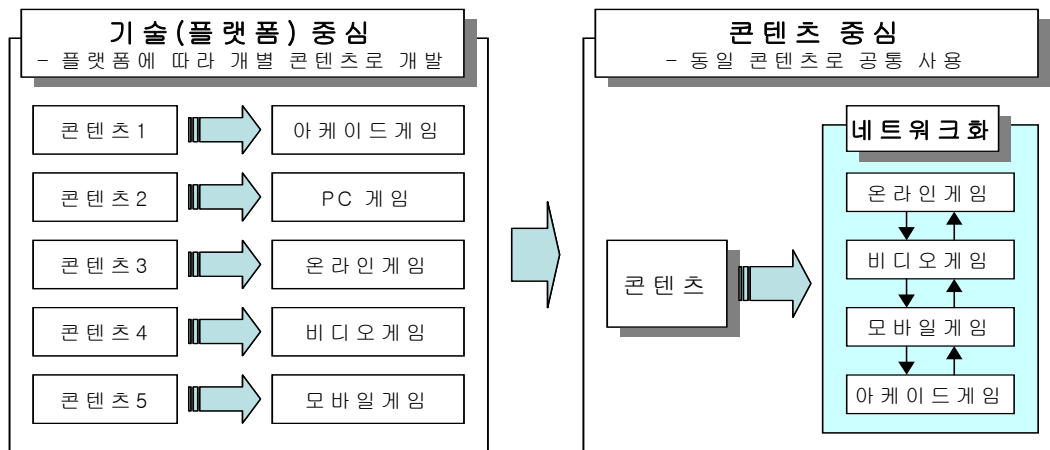 기술(플랫폼) 중심
- 플랫폼에 따라 개별 콘텐츠로 개발
콘텐츠1
아케이드게임
콘텐츠2
PC 게임
콘텐츠3
온라인게임
콘텐츠4
비디오게임
콘텐츠5
모바일게임
콘텐츠 중심
- 동일 콘텐츠로 공통 사용
콘텐츠
네트워크화
온라인게임
비디오게임
모바일게임
아케이드게임